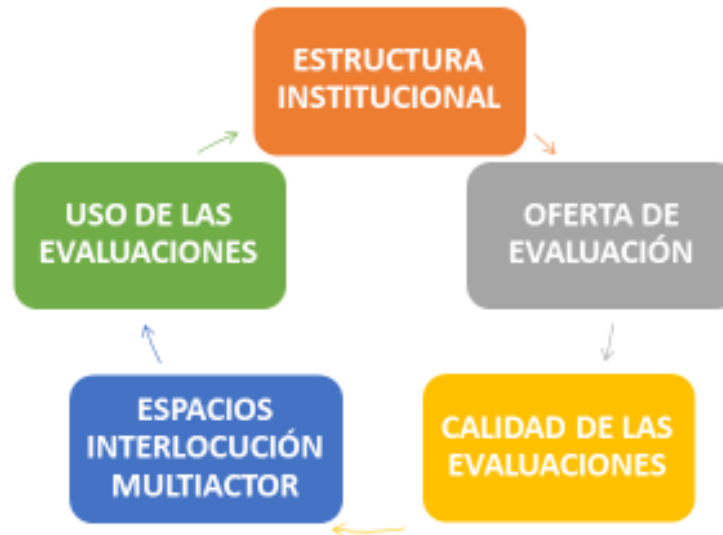 ESTRUCTURA
INSTITUCIONAL
OFERTA DE
EVALUACIÓN
CALIDAD DE LAS
EVALUACIONES
ESPACIOS
INTERLOCUCIÓN
MULTIACTOR
USO DE LAS
EVALUACIONES